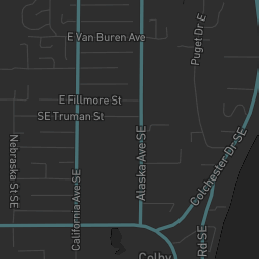 E Van Buren Ave
Puget Dr E
E Fillmore St
SE Truman St
Nebraska St SE
California Ave SE
Alaska Ave SE
Colchester Dr SE
Rd SE
Colby